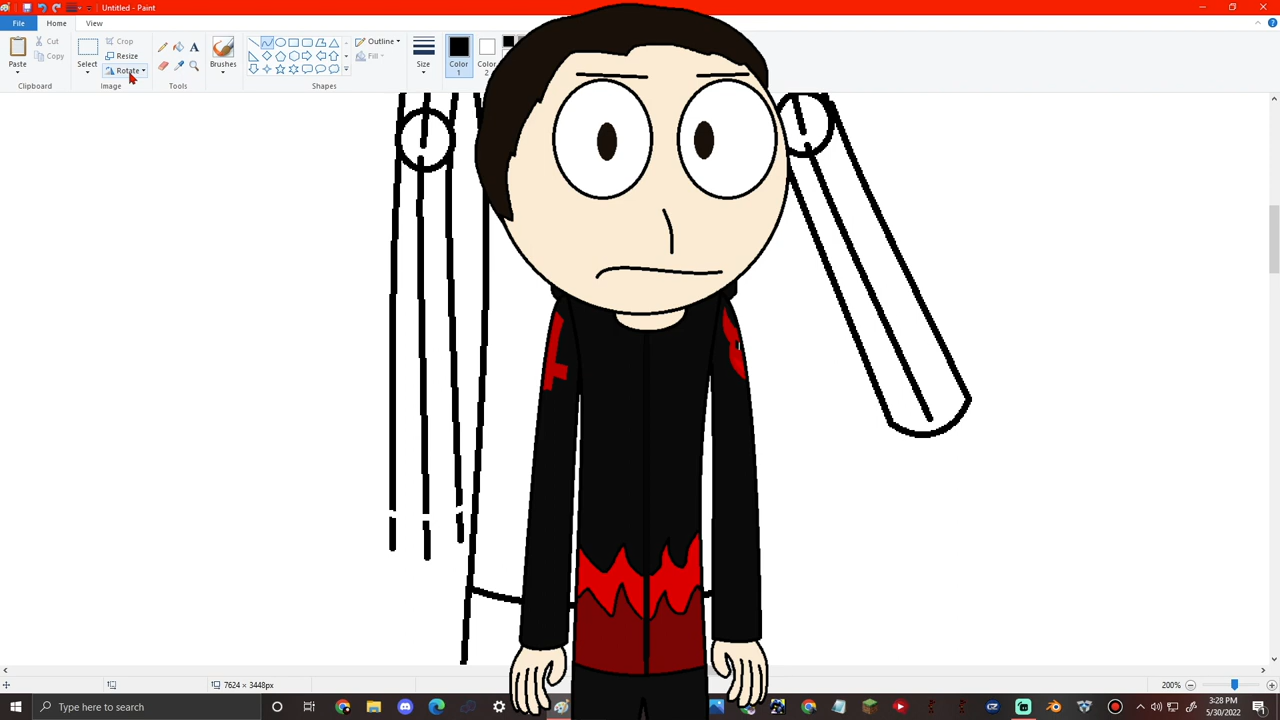 Untitled - Paint
File Home View
Paste
Cut
Copy
Clipboard
Select
Crop
Resize
Rotate
Image
A
Tools
Brushes
Outline
Fill
Shapes
Size
Color
1
Color
2
7624 × 3448px
200%
Type here to search
3:28 PM
5/30/2022